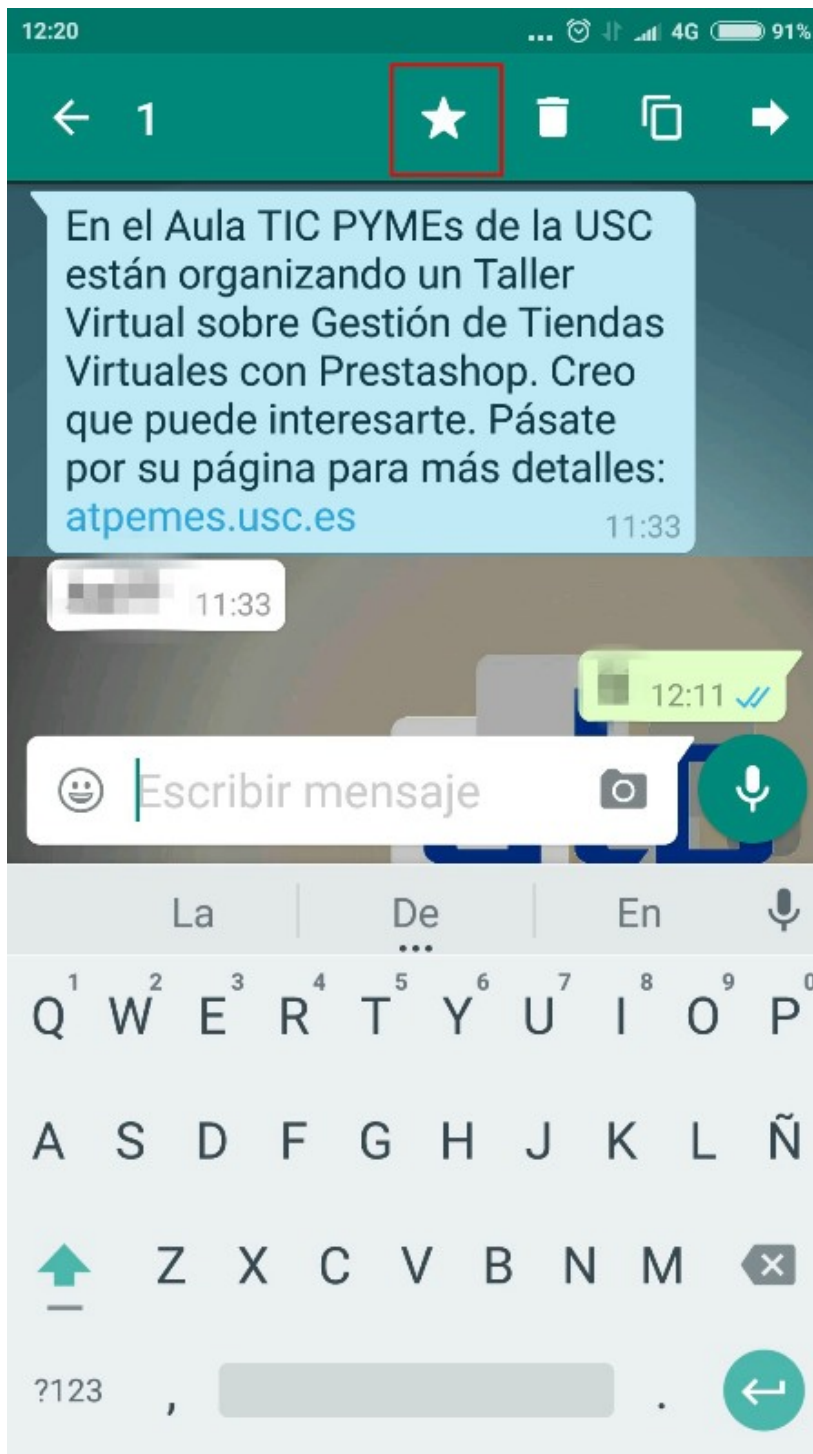 12:20 ... 4G 91%
1
En el Aula TIC PYMEs de la USC
están organizando un Taller
Virtual sobre Gestión de Tiendas
Virtuales con Prestashop. Creo
que puede interesarte. Pásate
por su página para más detalles:
atpemes.usc.es 11:33
11:33
12:11
Escribir mensaje
La De En
1 2 3 4 5 6 7 8 9 0
Q W E R T Y U I O P
A S D F G H J K L Ñ
Z X C V B N M
?123 , .